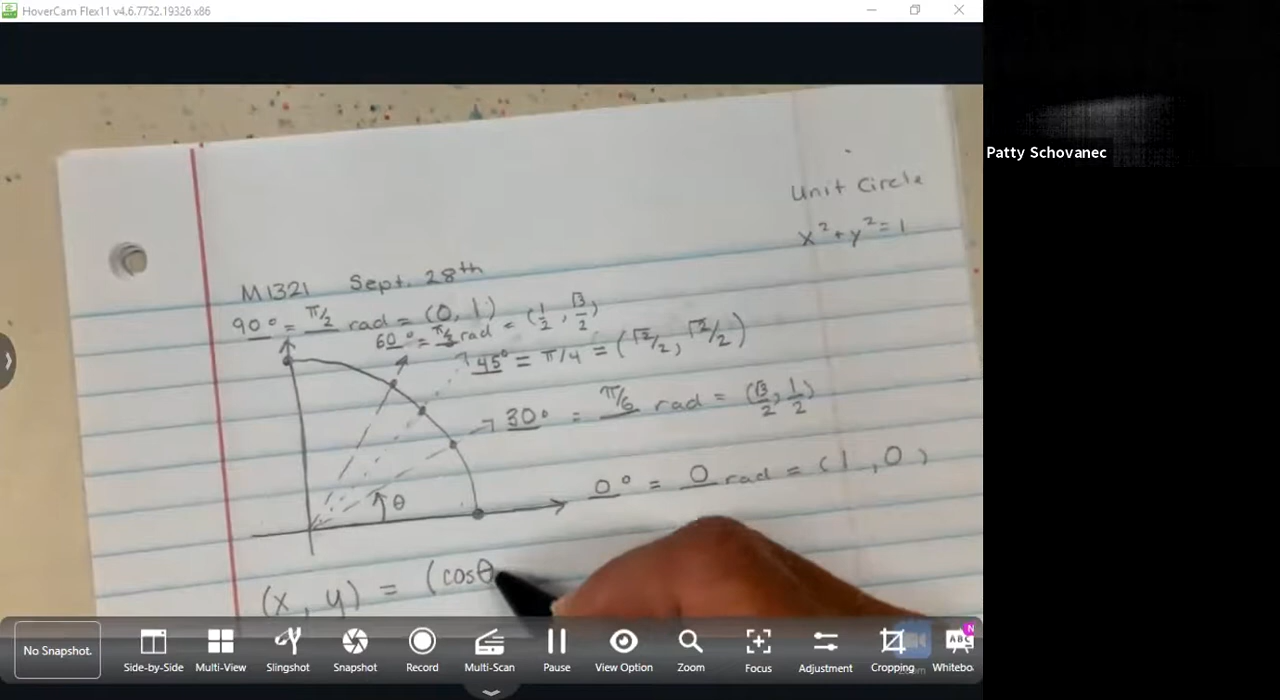 HoverCam Flex11 v4.6.7752.19326 x86
Patty Schovanec
Unit Circle
x² + y² = 1
M1321 Sept. 28th
90° = π/2 rad = (0, 1)
60° = π/3 rad = (1/2, √3/2)
45° = π/4 = (√2/2, √2/2)
30° = π/6 rad = (√3/2, 1/2)
θ
0° = 0 rad = (1, 0)
(x, y) = (cosθ
No Snapshot.
Side-by-Side
Multi-View
Slingshot
Snapshot
Record
Multi-Scan
Pause
View Option
Zoom
Focus
Adjustment
Cropping
Whitebo
N
ABC